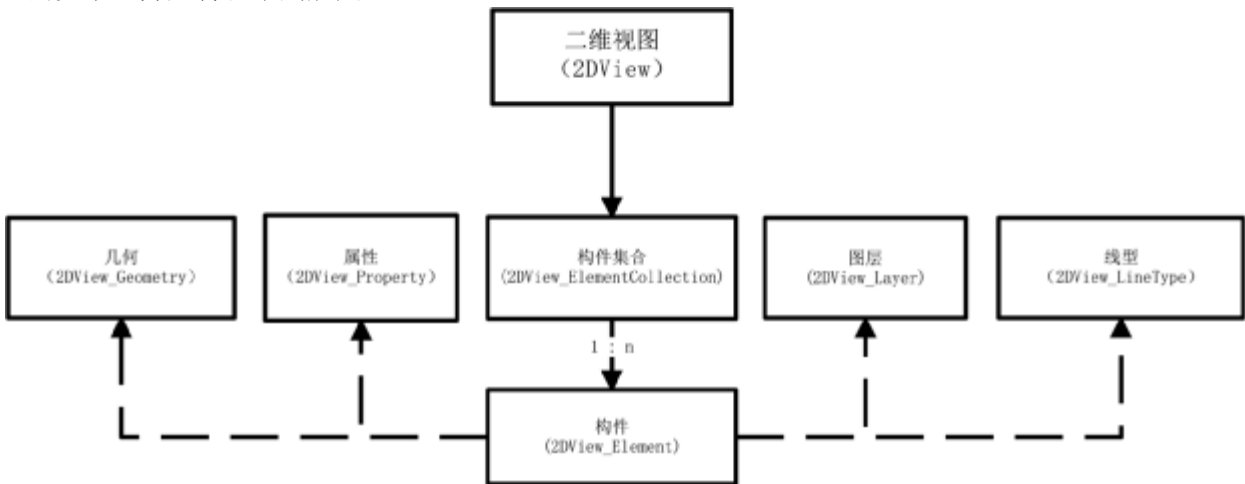 二维视图
（2DView）
几何
（2DView_Geometry）
属性
（2DView_Property）
构件集合
(2DView_ElementCollection)
图层
(2DView_Layer)
线型
（2DView_LineType）
1 : n
构件
(2DView_Element)